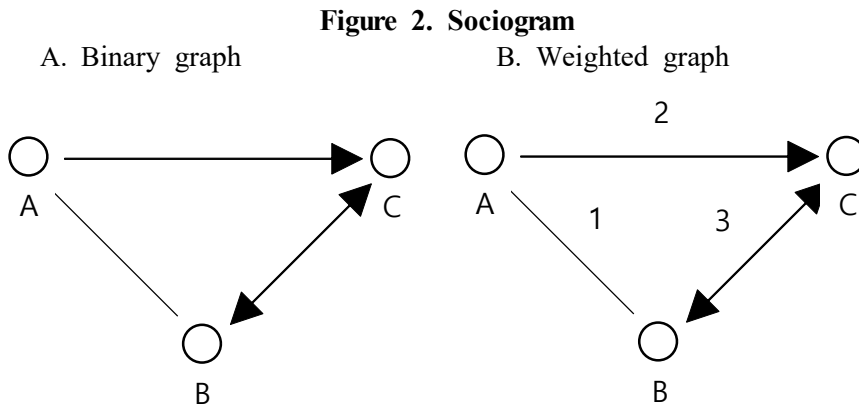 Figure 2. Sociogram
A. Binary graph
B. Weighted graph
A
C
B
2
A
C
1
3
B